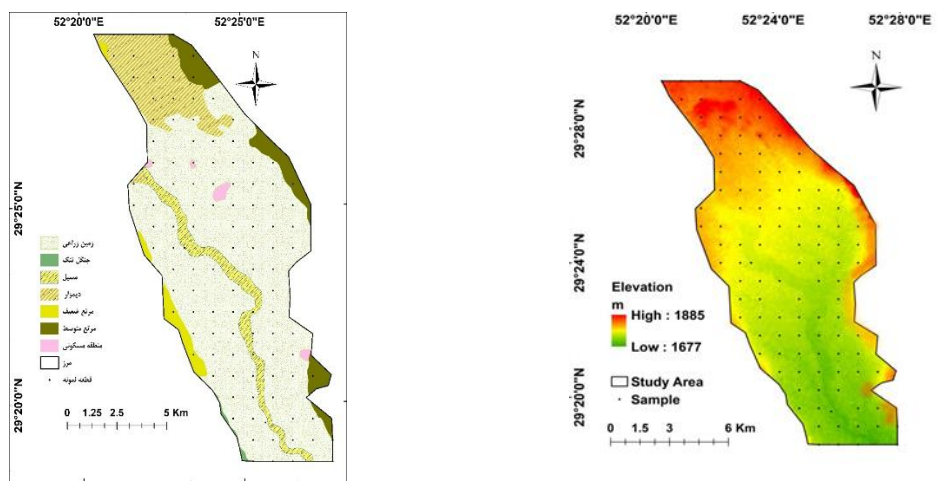 52°20'0"E
52°25'0"E
N
29°25'0"N
29°20'0"N
زمین زراعی
جنگل تنک
مسیل
دیمزار
مرتع ضعیف
مرتع متوسط
منطقه مسکونی
مرز
قطعه نمونه
0 1.25 2.5 5 Km
52°20'0"E
52°24'0"E
52°28'0"E
N
29°28'0"N
29°24'0"N
29°20'0"N
Elevation
m
High : 1885
Low : 1677
Study Area
Sample
0 1.5 3 6 Km